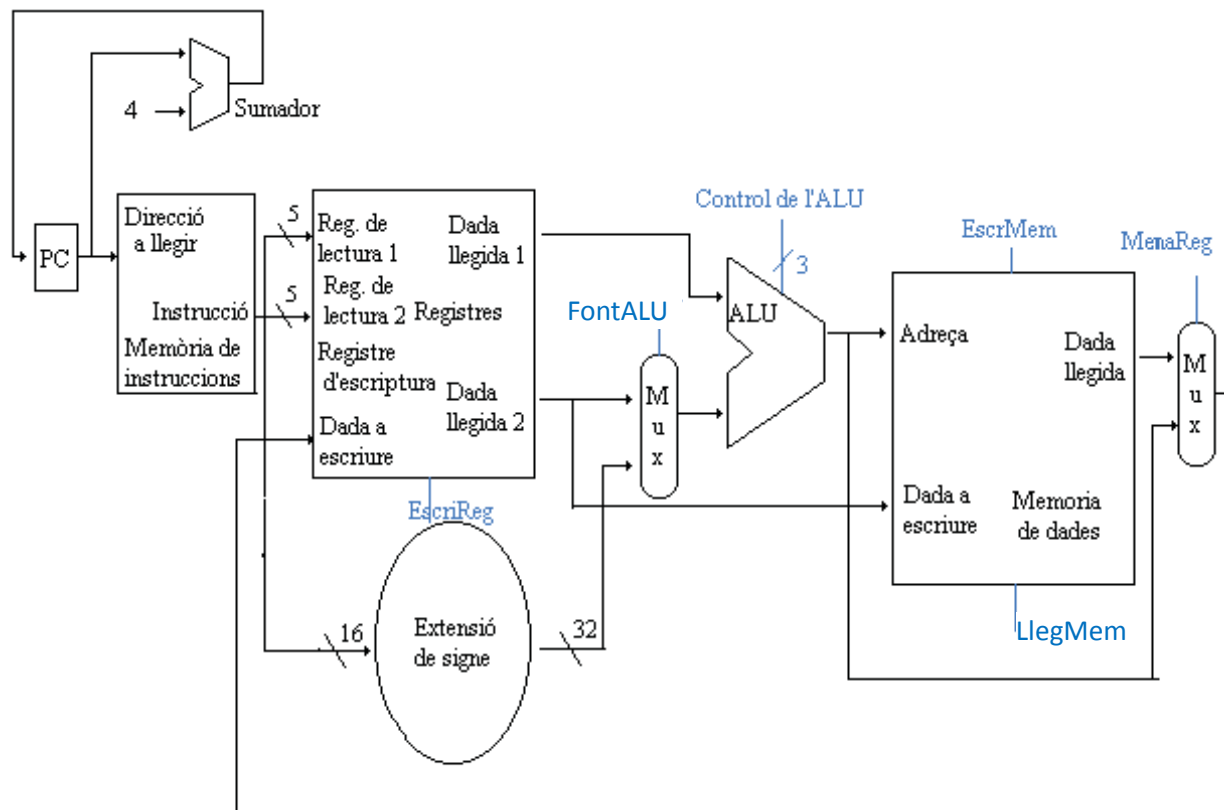 4
Sumador
PC
Direcció
a llegir
Instrucció
Memòria de
instruccions
5
5
Reg. de
lectura 1
Reg. de
lectura 2
Registres
Registre
d'escriptura
Dada a
escriure
Dada
llegida 1
Dada
llegida 2
EscriReg
16
Extensió
de signe
32
FontALU
M
u
x
Control de l'ALU
3
ALU
EscrMem
Adreça
Dada
llegida
Dada a
escriure
Memoria
de dades
LlegMem
MemaReg
M
u
x